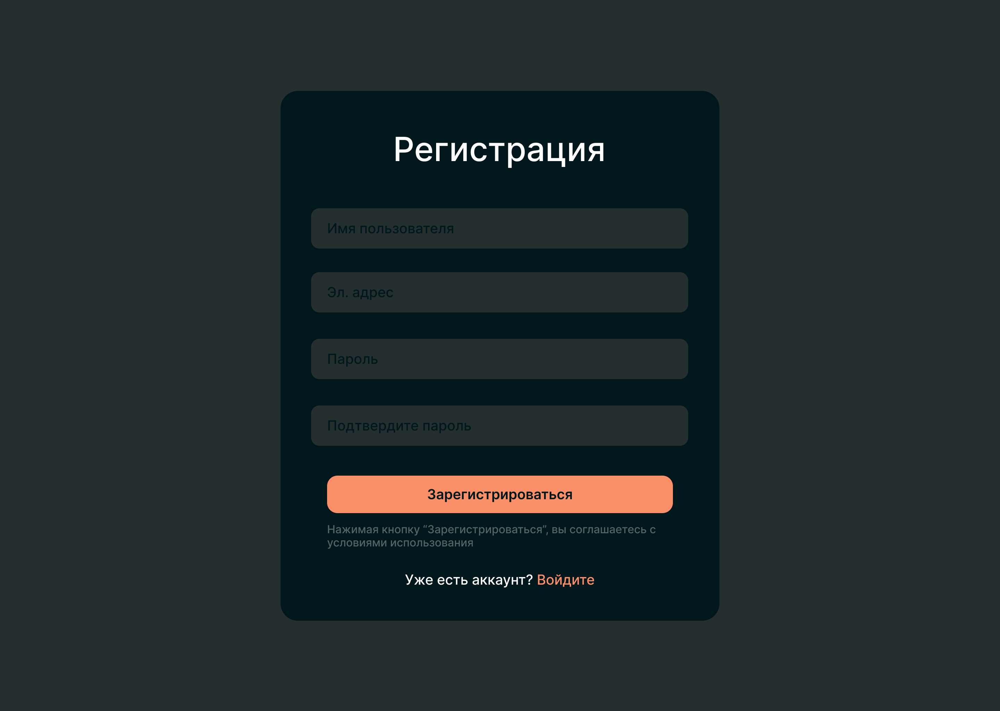 Регистрация
Имя пользователя
Эл. адрес
Пароль
Подтвердите пароль
Зарегистрироваться
Нажимая кнопку “Зарегистрироваться”, вы соглашаетесь с
условиями использования
Уже есть аккаунт? Войдите